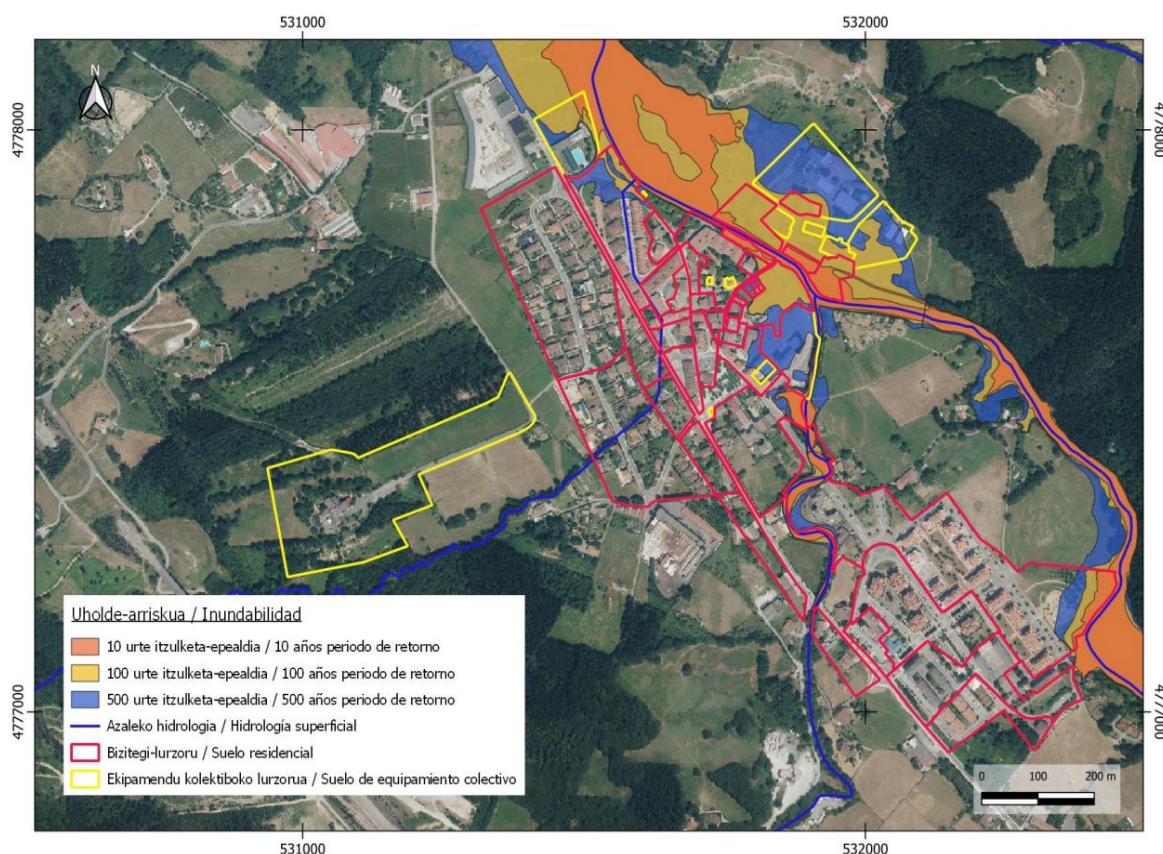 531000
532000
4778000
4778000
N
4777000
4777000
Uholde-arriskua / Inundabilidad
10 urte itzulketa-epealdia / 10 años periodo de retorno
100 urte itzulketa-epealdia / 100 años periodo de retorno
500 urte itzulketa-epealdia / 500 años periodo de retorno
Azaleko hidrologia / Hidrología superficial
Bizitegi-lurzoru / Suelo residencial
Ekipamendu kolektiboko lurzorua / Suelo de equipamiento colectivo
0 100 200 m
531000
532000